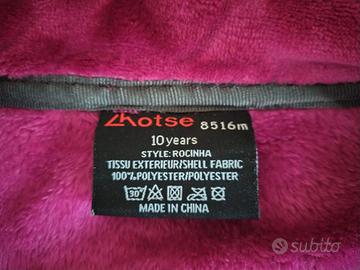 Lhotse 8516m
10 years
STYLE: ROCINHA
TISSU EXTERIEUR/SHELL FABRIC
100%POLYESTER/POLYESTER
30
MADE IN CHINA
subito